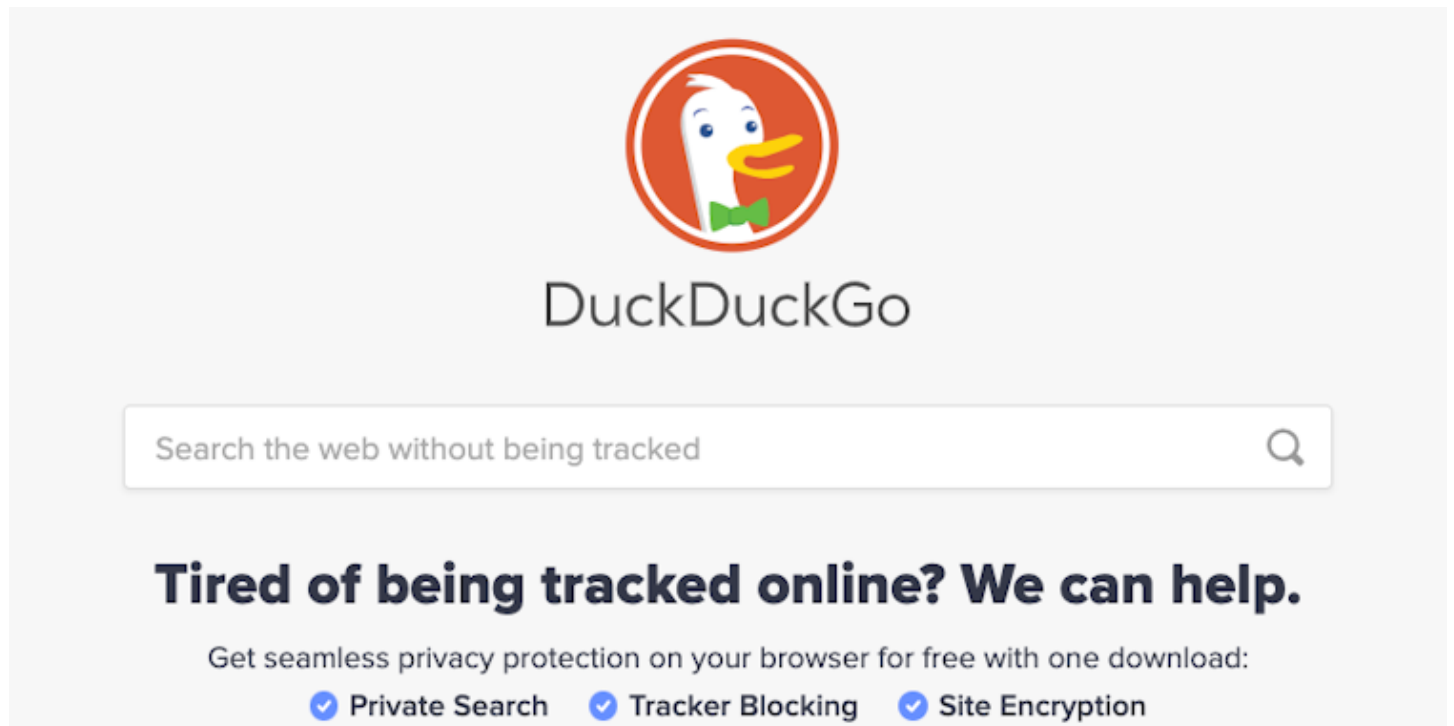 DuckDuckGo
Search the web without being tracked
Tired of being tracked online? We can help.
Get seamless privacy protection on your browser for free with one download:
Private Search Tracker Blocking Site Encryption